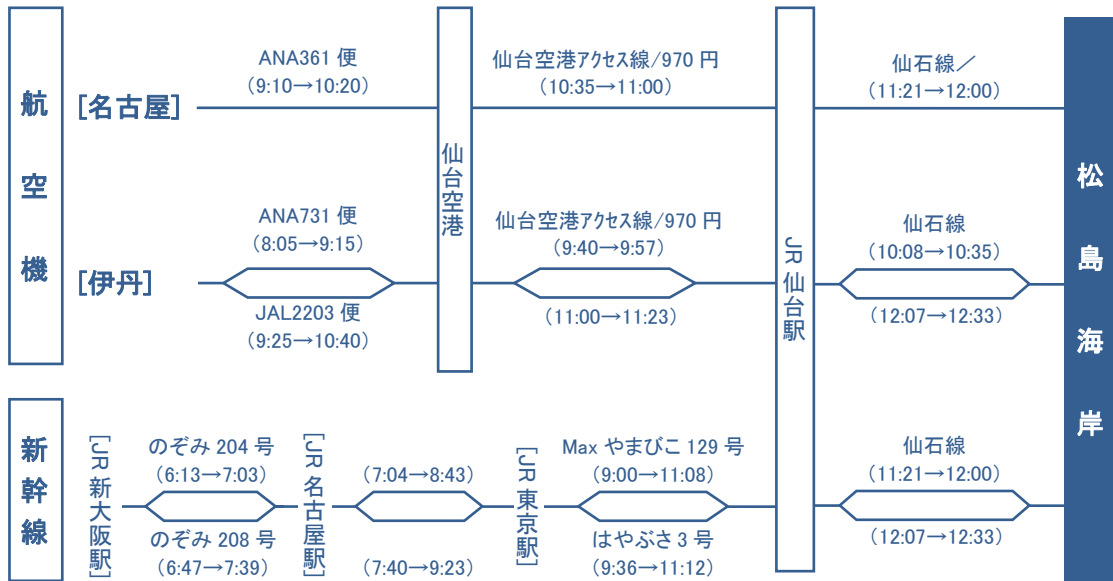 航空機
[名古屋]
ANA361 便
(9:10→10:20)
仙台空港
仙台空港アクセス線/970 円
(10:35→11:00)
JR 仙台駅
仙石線／
(11:21→12:00)
松島海岸
[伊丹]
ANA731 便
(8:05→9:15)
JAL2203 便
(9:25→10:40)
仙台空港アクセス線/970 円
(9:40→9:57)
(11:00→11:23)
仙石線
(10:08→10:35)
(12:07→12:33)
新幹線
[JR 新大阪駅]
のぞみ 204 号
(6:13→7:03)
のぞみ 208 号
(6:47→7:39)
[JR 名古屋駅]
(7:04→8:43)
(7:40→9:23)
[JR 東京駅]
Max やまびこ 129 号
(9:00→11:08)
はやぶさ 3 号
(9:36→11:12)
仙石線
(11:21→12:00)
(12:07→12:33)